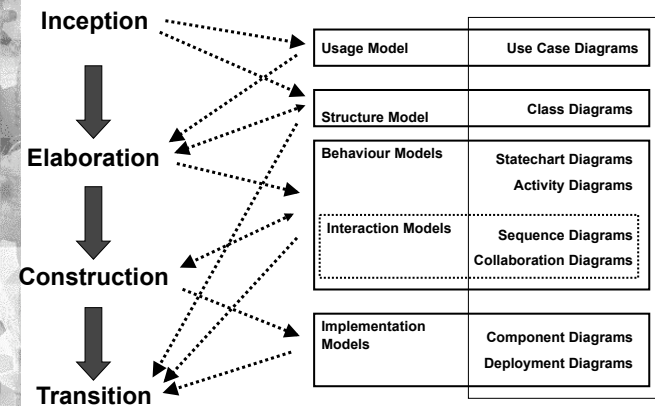 Inception
Elaboration
Construction
Transition
Usage Model
Use Case Diagrams
Structure Model
Class Diagrams
Behaviour Models
Statechart Diagrams
Activity Diagrams
Interaction Models
Sequence Diagrams
Collaboration Diagrams
Implementation
Models
Component Diagrams
Deployment Diagrams